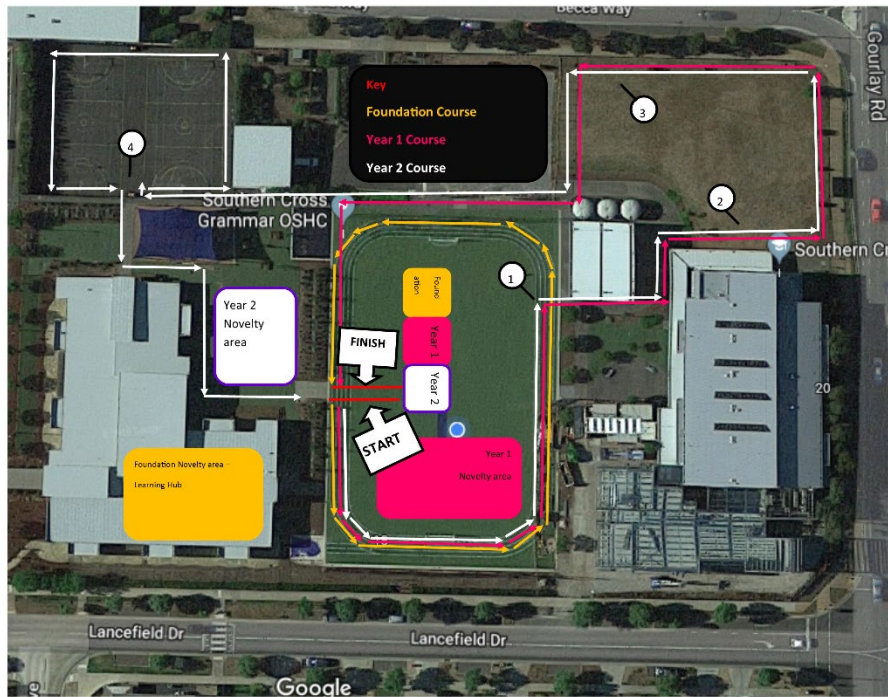 Becca Way
Gourlay Rd
Key
Foundation Course
Year 1 Course
Year 2 Course
4
3
2
1
Southern Cross
Grammar OSHC
Southern Cr
Year 2
Novelty
area
Found
ation
Year 1
Year 2
FINISH
START
20
Year 1
Novelty area
Foundation Novelty area –
Learning Hub
Lancefield Dr
Lancefield Dr
Google